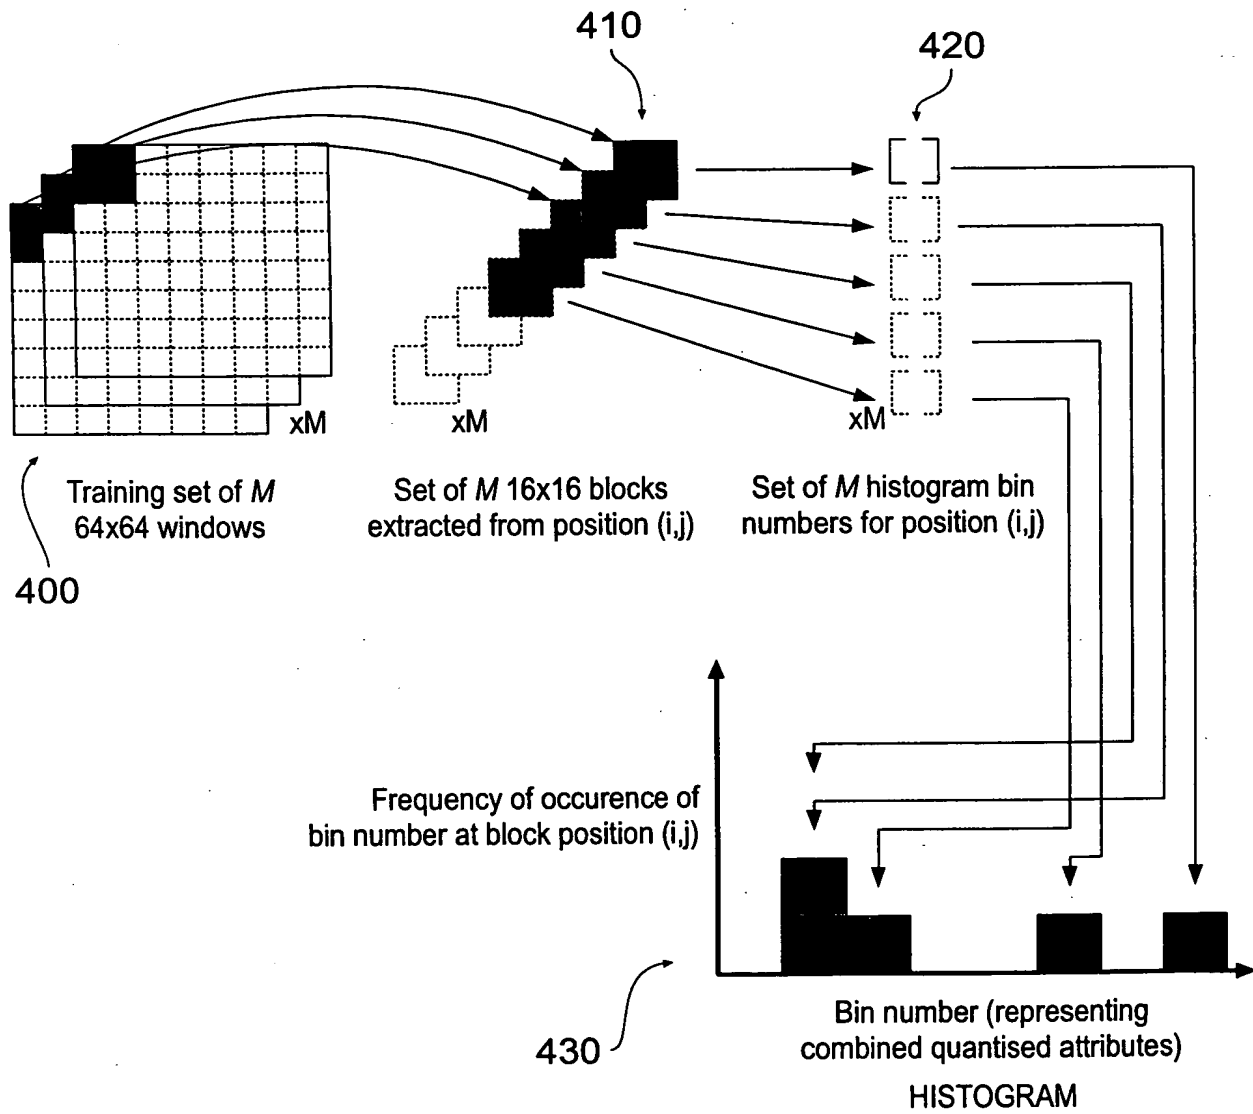 410
420
xM
xM
xM
Training set of M
64x64 windows
Set of M 16x16 blocks
extracted from position (i,j)
Set of M histogram bin
numbers for position (i,j)
400
Frequency of occurence of
bin number at block position (i,j)
430
Bin number (representing
combined quantised attributes)
HISTOGRAM